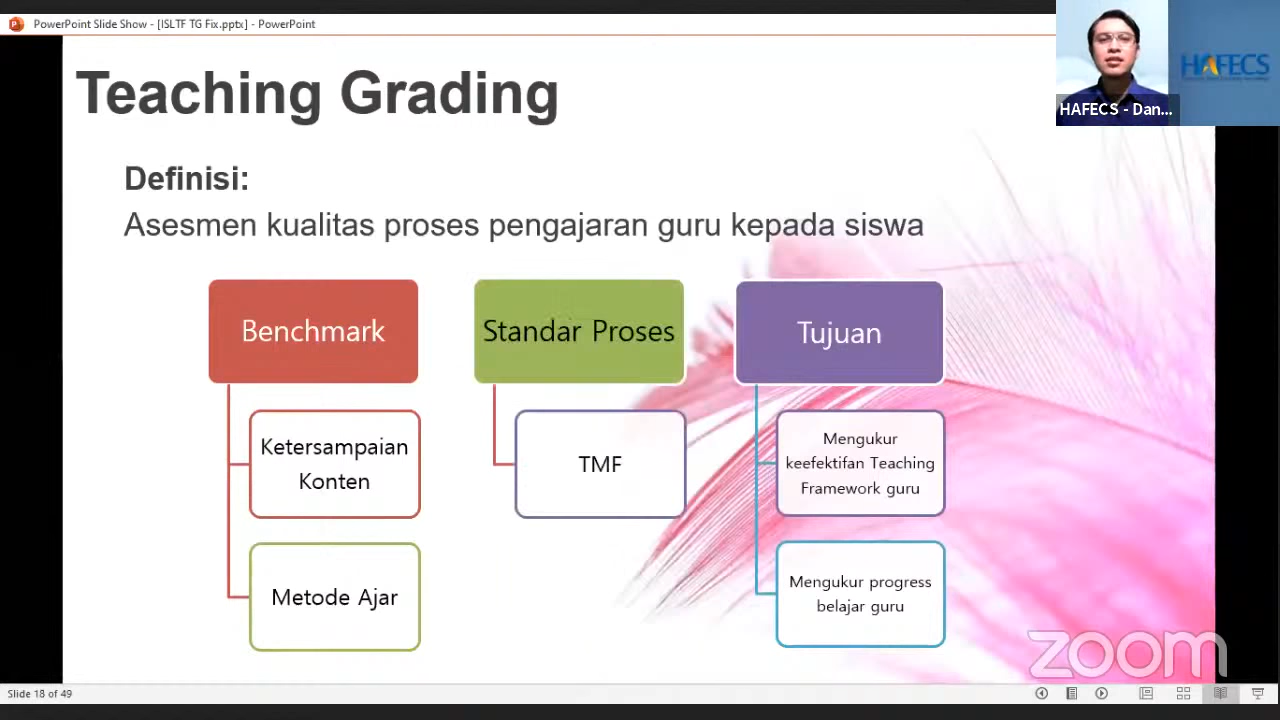 PowerPoint Slide Show - [ISLTF TG Fix.pptx] - PowerPoint
HAFECS
HAFECS - Dan...
Teaching Grading
Definisi:
Asesmen kualitas proses pengajaran guru kepada siswa
Benchmark
Ketersampaian
Konten
Metode Ajar
Standar Proses
TMF
Tujuan
Mengukur
keefektifan Teaching
Framework guru
Mengukur progress
belajar guru
zoom
Slide 18 of 49